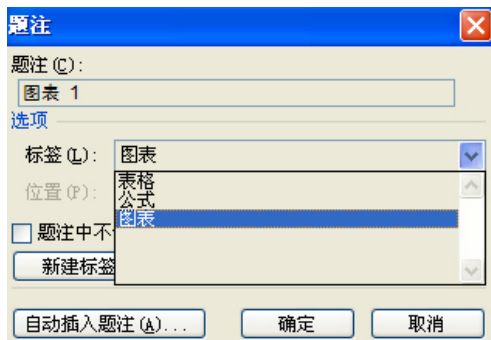 题注
题注(C):
图表 1
选项
标签(L): 图表
表格
位置(P):
公式
图表
题注中不
新建标签
自动插入题注(A)... 确定 取消